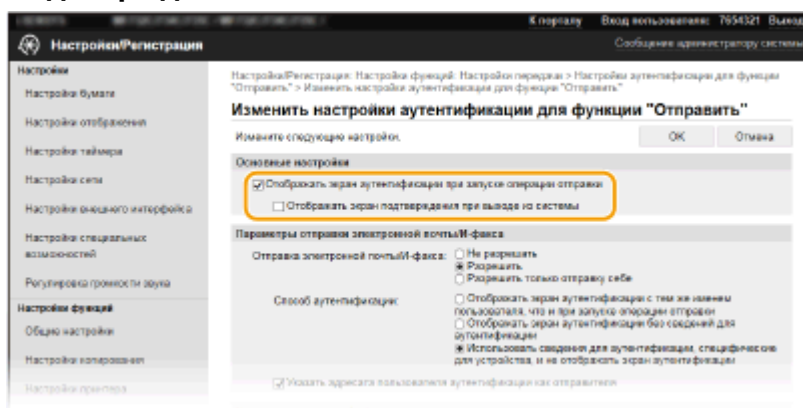 К порталу Вход пользователя: 7654321 Выход
Настройки/Регистрация
Сообщение администратору системы
Настройки
Настройки бумаги
Настройки отображения
Настройки таймера
Настройки сети
Настройки внешнего интерфейса
Настройки специальных
возможностей
Регулировка громкости звука
Настройки функций
Общие настройки
Настройки копирования
Настройки принтера
Настройки/Регистрация: Настройки функций: Настройки передачи > Настройки аутентификации для функции
"Отправить" > Изменить настройки аутентификации для функции "Отправить"
Изменить настройки аутентификации для функции "Отправить"
Измените следующие настройки.
OK Отмена
Основные настройки
Отображать экран аутентификации при запуске операции отправки
Отображать экран подтверждения при выходе из системы
Параметры отправки электронной почты/И-факса
Отправка электронной почты/И-факса: Не разрешить
Разрешить
Разрешить только отправку себе
Способ аутентификации: Отображать экран аутентификации с тем же именем
пользователя, что и при запуске операции отправки
Отображать экран аутентификации без сведений для
аутентификации
Использовать сведения для аутентификации, специфические
для устройства, и не отображать экран аутентификации
Указать адресата пользователя аутентификации как отправителя